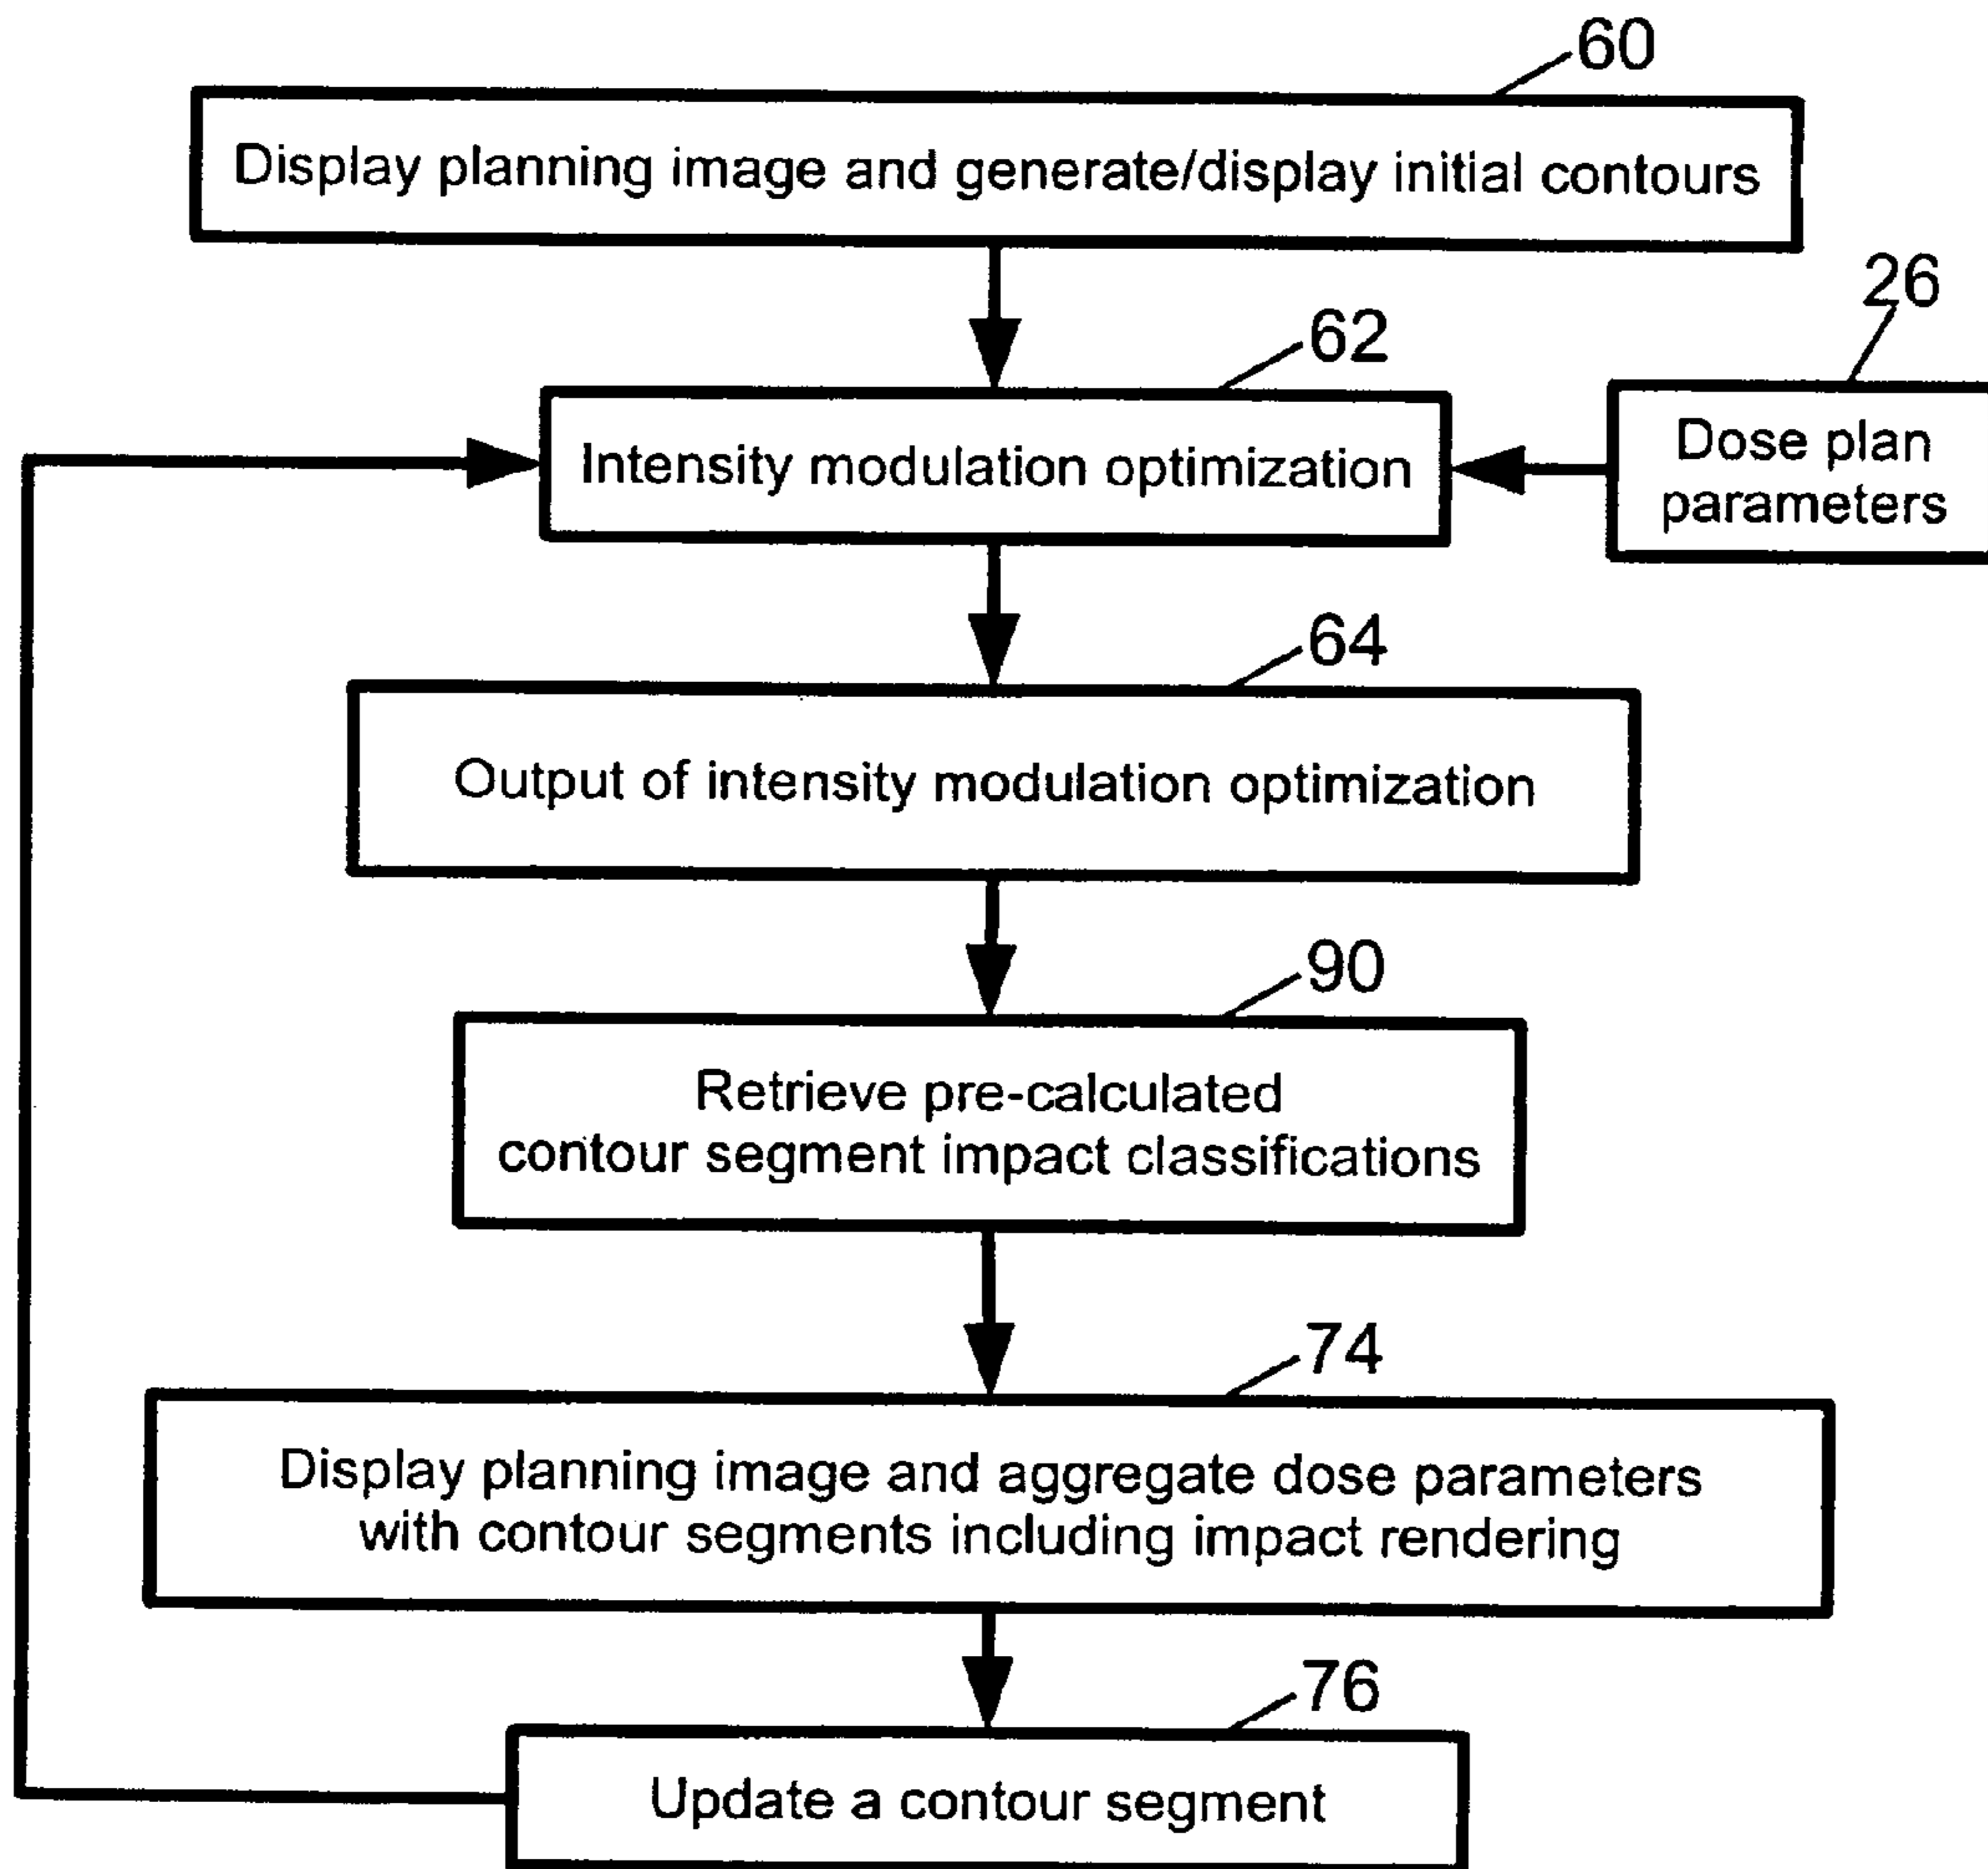 60
Display planning image and generate/display initial contours
26
62
Intensity modulation optimization
Dose plan
parameters
64
Output of intensity modulation optimization
90
Retrieve pre-calculated
contour segment impact classifications
74
Display planning image and aggregate dose parameters
with contour segments including impact rendering
76
Update a contour segment